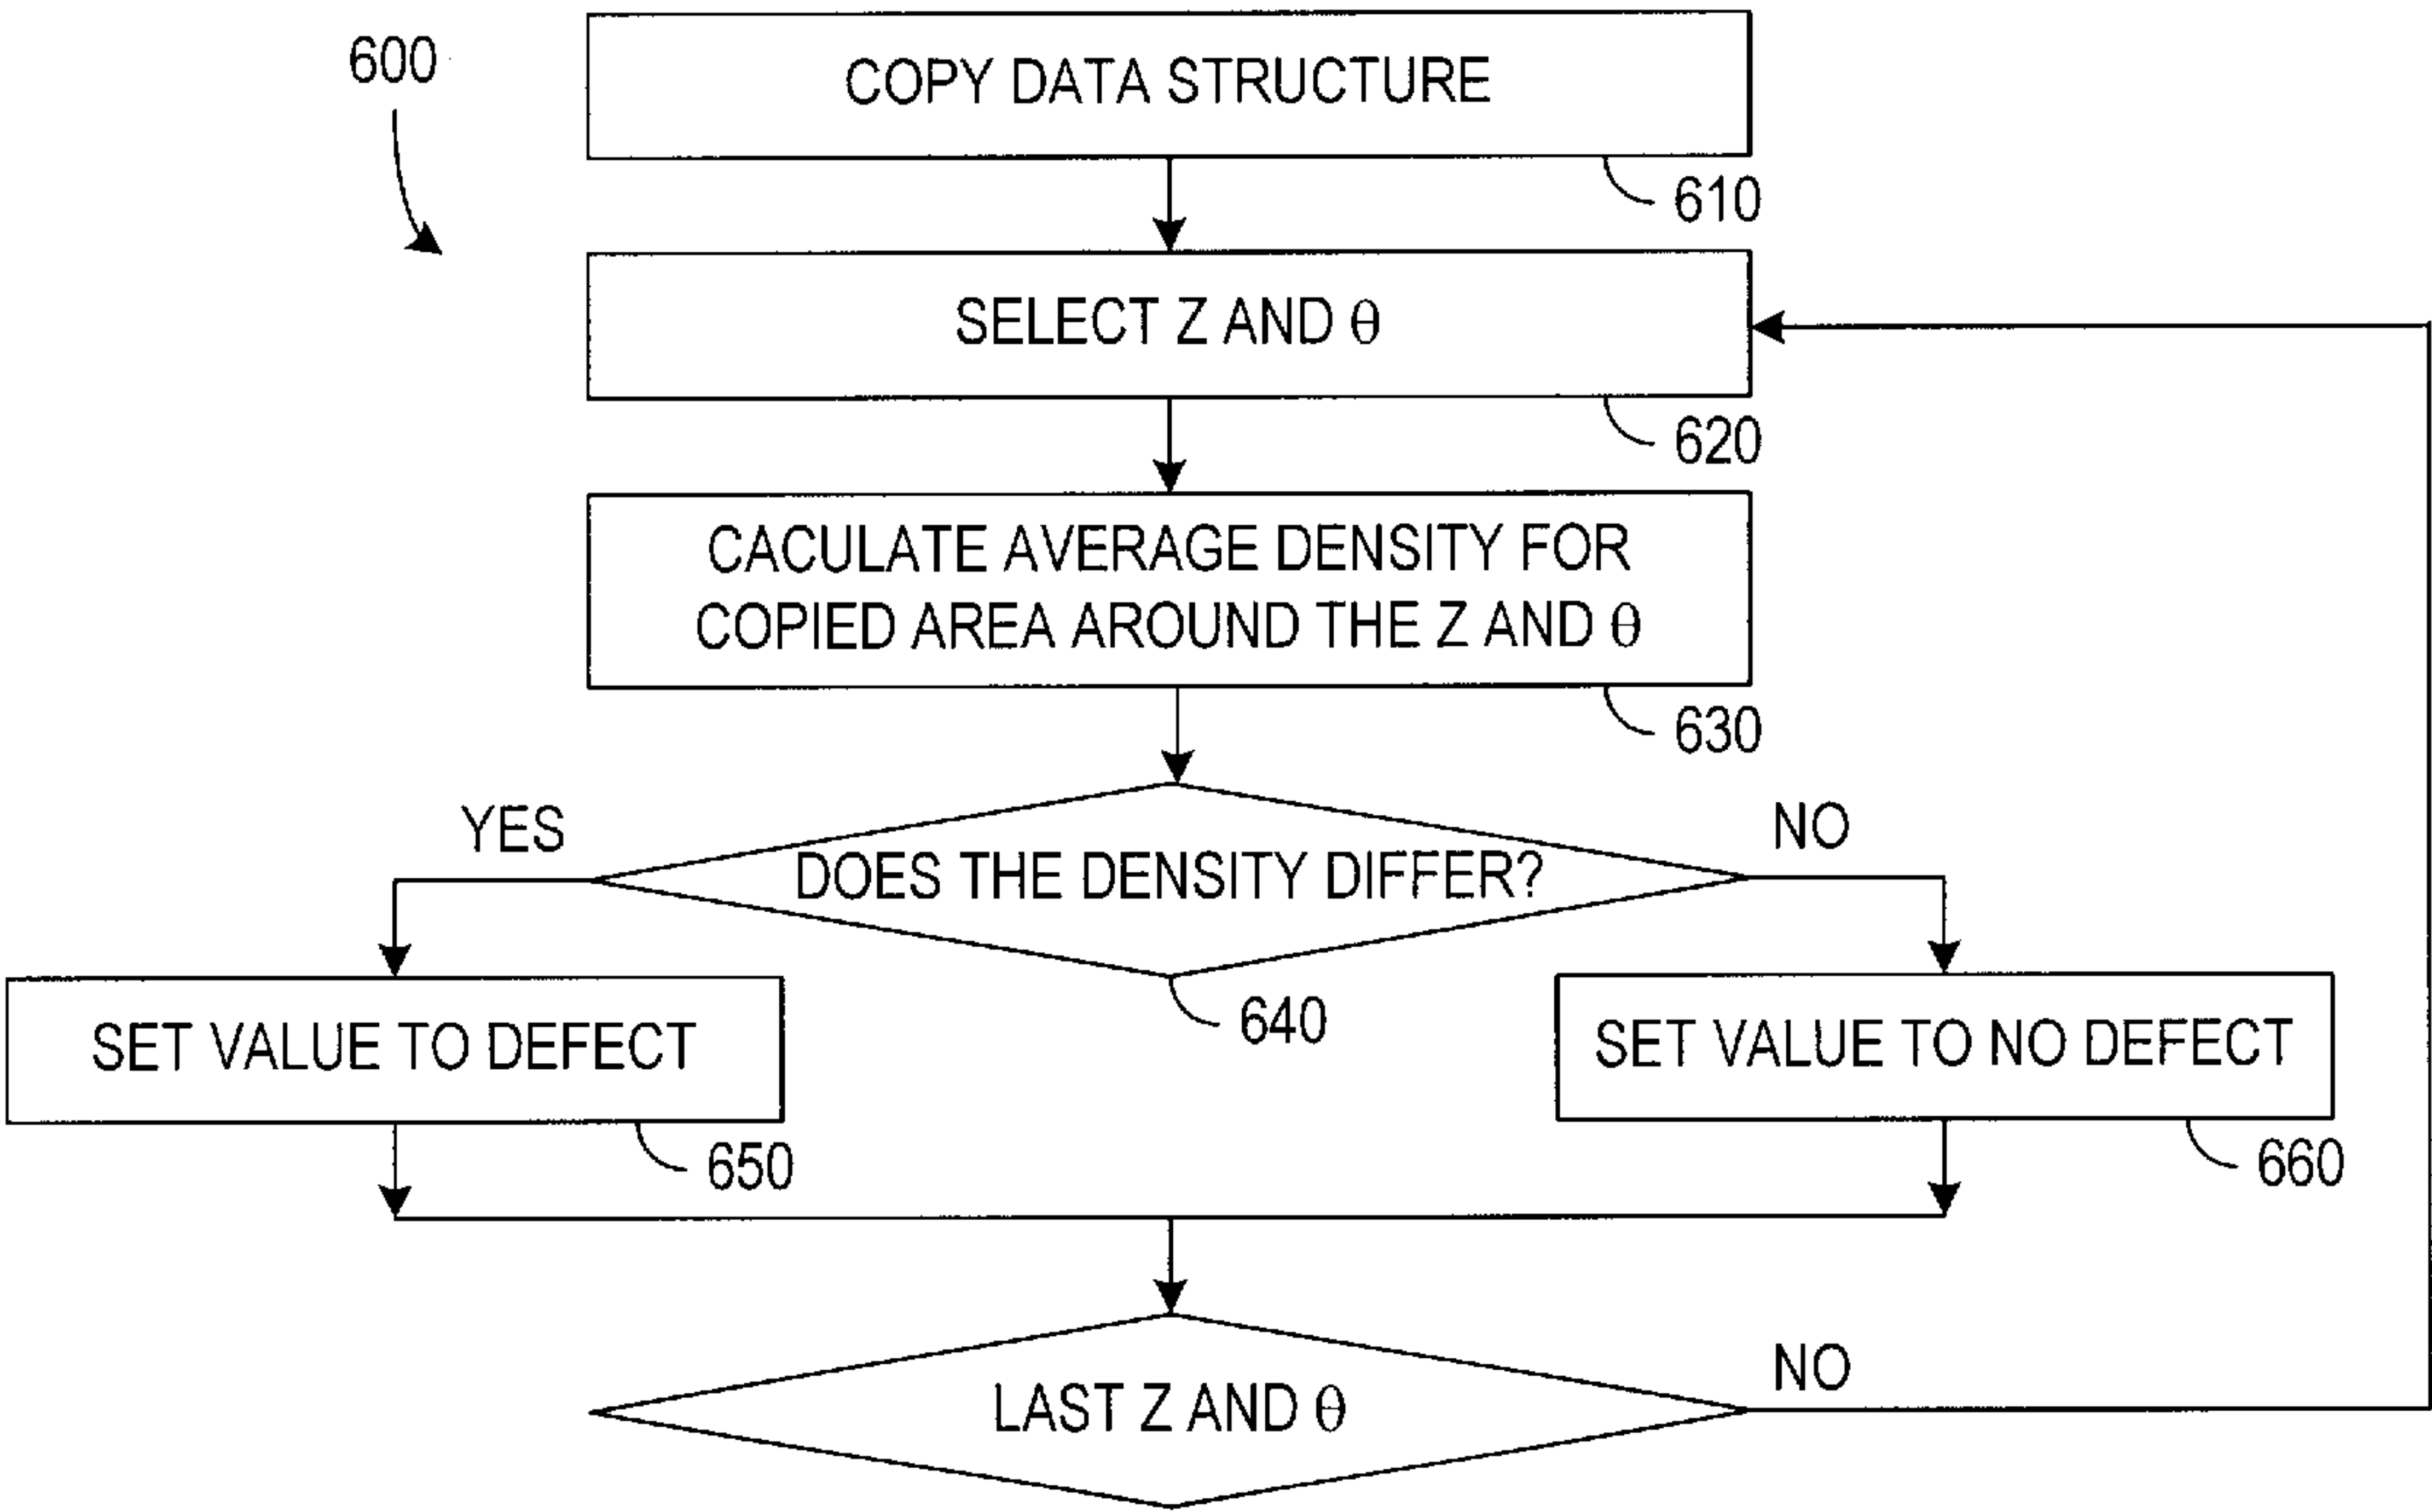 600
COPY DATA STRUCTURE
610
SELECT Z AND θ
620
CACULATE AVERAGE DENSITY FOR
COPIED AREA AROUND THE Z AND θ
630
YES
NO
DOES THE DENSITY DIFFER?
640
SET VALUE TO DEFECT
650
SET VALUE TO NO DEFECT
660
LAST Z AND θ
NO